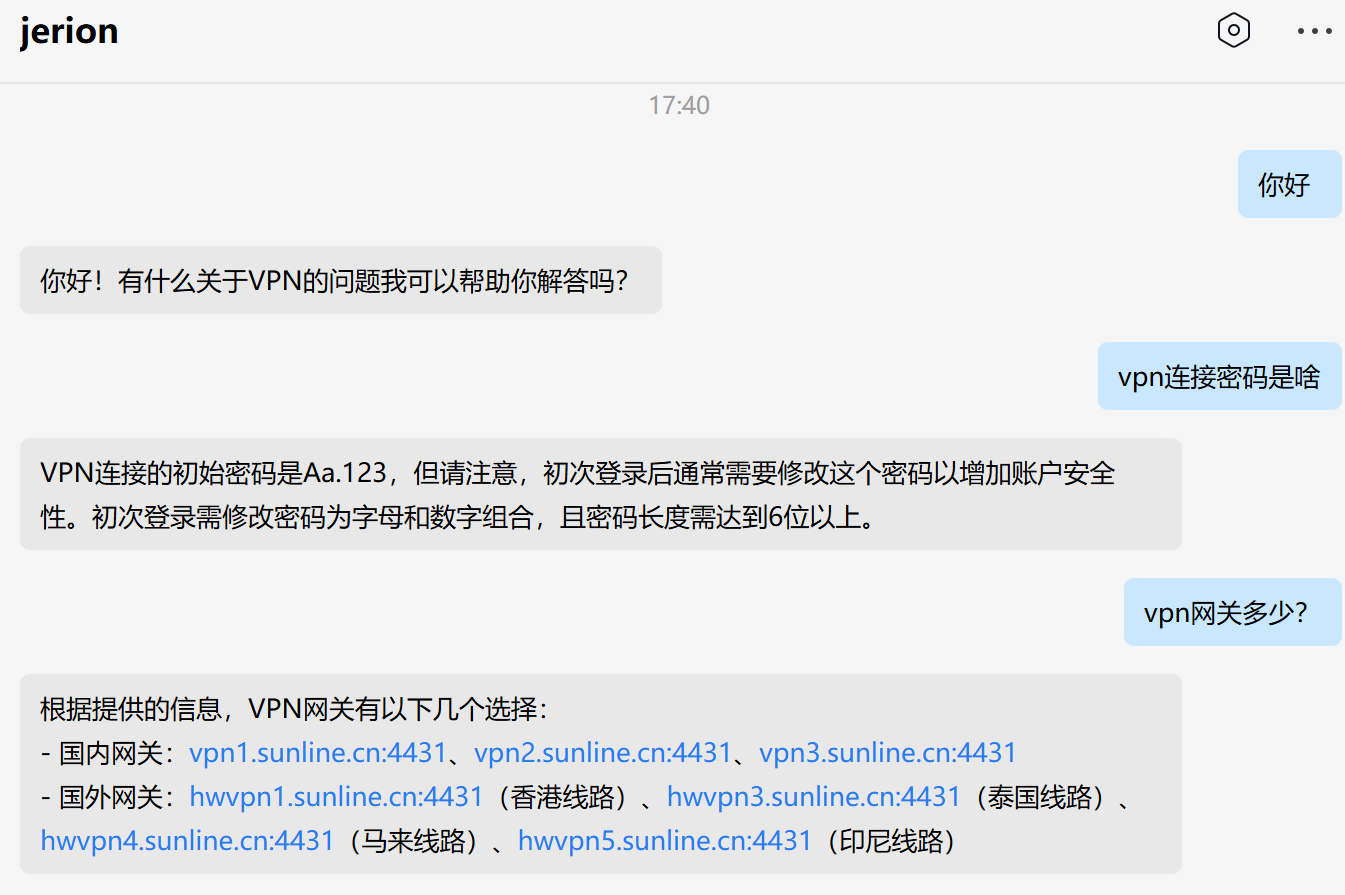 jerion
17:40
你好
你好！有什么关于VPN的问题我可以帮助你解答吗？
vpn连接密码是啥
VPN连接的初始密码是Aa.123，但请注意，初次登录后通常需要修改这个密码以增加账户安全
性。初次登录需修改密码为字母和数字组合，且密码长度需达到6位以上。
vpn网关多少？
根据提供的信息，VPN网关有以下几个选择：
- 国内网关：vpn1.sunline.cn:4431、vpn2.sunline.cn:4431、vpn3.sunline.cn:4431
- 国外网关：hwvpn1.sunline.cn:4431（香港线路）、hwvpn3.sunline.cn:4431（泰国线路）、
hwvpn4.sunline.cn:4431（马来线路）、hwvpn5.sunline.cn:4431（印尼线路）